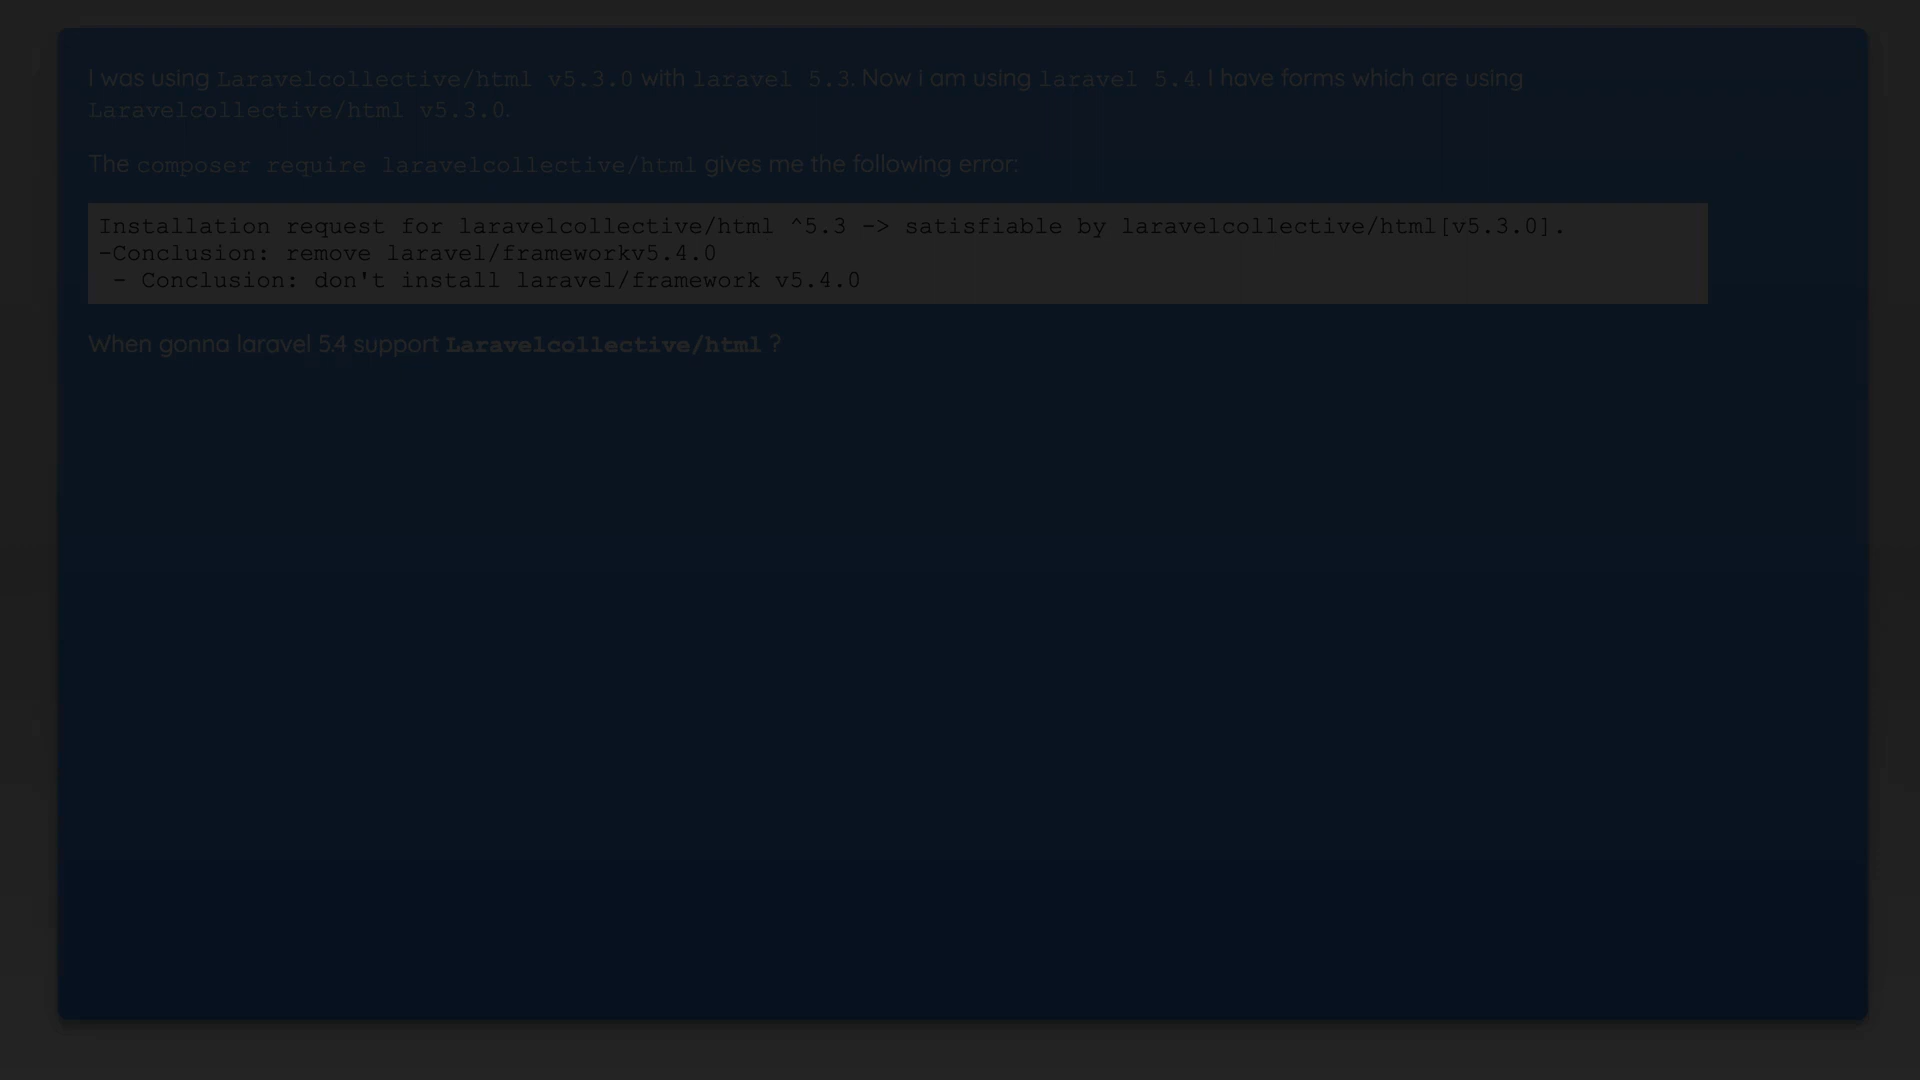 I was using Laravelcollective/html v5.3.0 with laravel 5.3. Now i am using laravel 5.4. I have forms which are using
Laravelcollective/html v5.3.0.
The composer require laravelcollective/html gives me the following error:
Installation request for laravelcollective/html ^5.3 -> satisfiable by laravelcollective/html[v5.3.0].
-Conclusion: remove laravel/frameworkv5.4.0
- Conclusion: don't install laravel/framework v5.4.0
When gonna laravel 5.4 support Laravelcollective/html ?